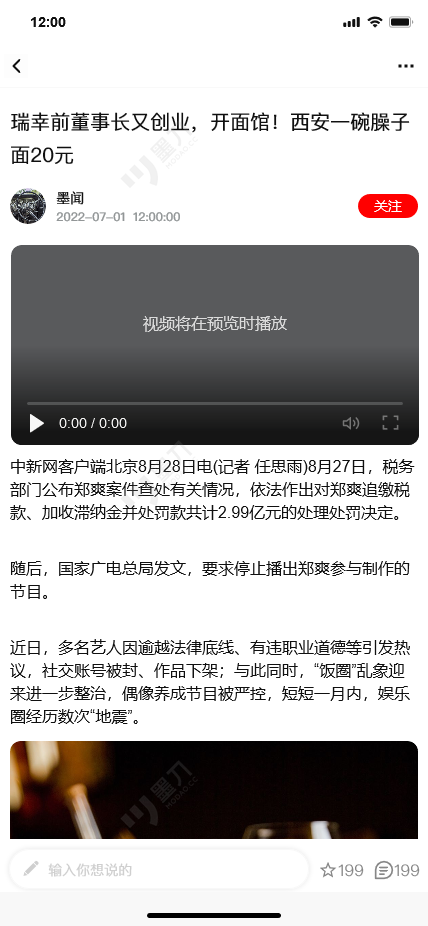 12:00
瑞幸前董事长又创业，开面馆！西安一碗臊子
面20元
墨闻
2022-07-01 12:00:00
关注
视频将在预览时播放
0:00 / 0:00
中新网客户端北京8月28日电(记者 任思雨)8月27日，税务
部门公布郑爽案件查处有关情况，依法作出对郑爽追缴税
款、加收滞纳金并处罚款共计2.99亿元的处理处罚决定。
随后，国家广电总局发文，要求停止播出郑爽参与制作的
节目。
近日，多名艺人因逾越法律底线、有违职业道德等引发热
议，社交账号被封、作品下架；与此同时，“饭圈”乱象迎
来进一步整治，偶像养成节目被严控，短短一月内，娱乐
圈经历数次“地震”。
输入你想说的
199
199
墨刀
MODAO.CC
墨刀
MODAO.CC